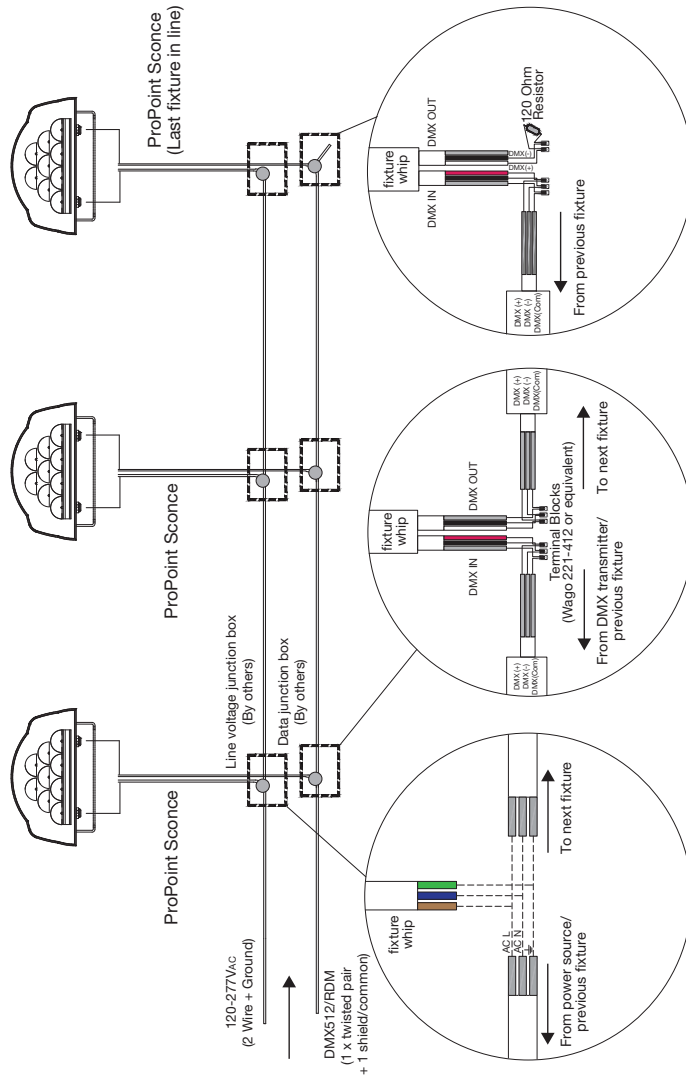 ProPoint Sconce
ProPoint Sconce
ProPoint Sconce
(Last fixture in line)
Line voltage junction box
(By others)
Data junction box
(By others)
120-277VAC
(2 Wire + Ground)
DMX512/RDM
(1 x twisted pair
+ 1 shield/common)
fixture
whip
AC L
AC N
From power source/
previous fixture
To next fixture
fixture
whip
DMX IN
DMX OUT
DMX (+)
DMX (-)
DMX(Com)
DMX (+)
DMX (-)
DMX(Com)
Terminal Blocks
(Wago 221-412 or equivalent)
From DMX transmitter/
previous fixture
To next fixture
fixture
whip
DMX IN
DMX OUT
DMX(-)
DMX(+)
120 Ohm
Resistor
DMX (+)
DMX (-)
DMX(Com)
From previous fixture